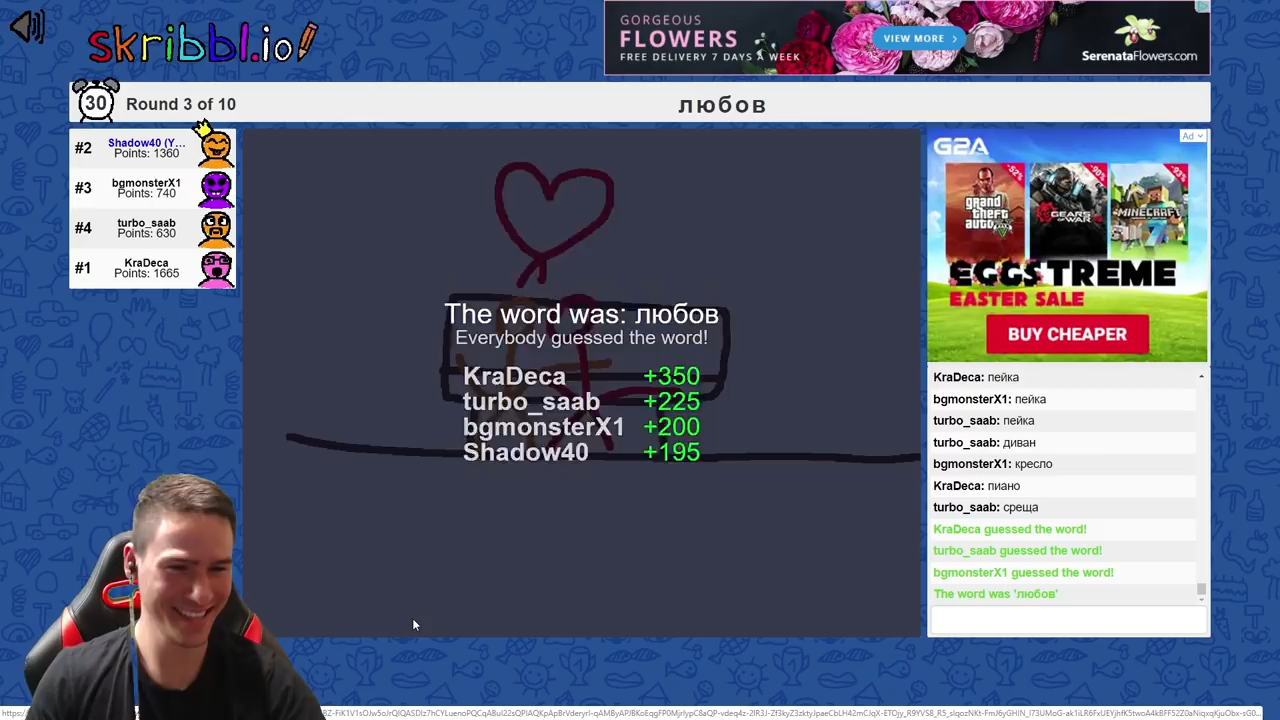 skribbl.io
GORGEOUS
FLOWERS
FREE DELIVERY 7 DAYS A WEEK
VIEW MORE
SerenataFlowers.com
30
Round 3 of 10
любов
#2
Shadow40 (Y...
Points: 1360
#3
bgmonsterX1
Points: 740
#4
turbo_saab
Points: 630
#1
KraDeca
Points: 1665
The word was: любов
Everybody guessed the word!
KraDeca +350
turbo_saab +225
bgmonsterX1 +200
Shadow40 +195
Ad
G2A
-52%
-90%
-93%
grand
theft
auto
GEARS
OF WAR
MINECRAFT
EGGSTREME
EASTER SALE
BUY CHEAPER
KraDeca: пейка
bgmonsterX1: пейка
turbo_saab: пейка
turbo_saab: диван
bgmonsterX1: кресло
KraDeca: пиано
turbo_saab: среща
KraDeca guessed the word!
turbo_saab guessed the word!
bgmonsterX1 guessed the word!
The word was 'любов'